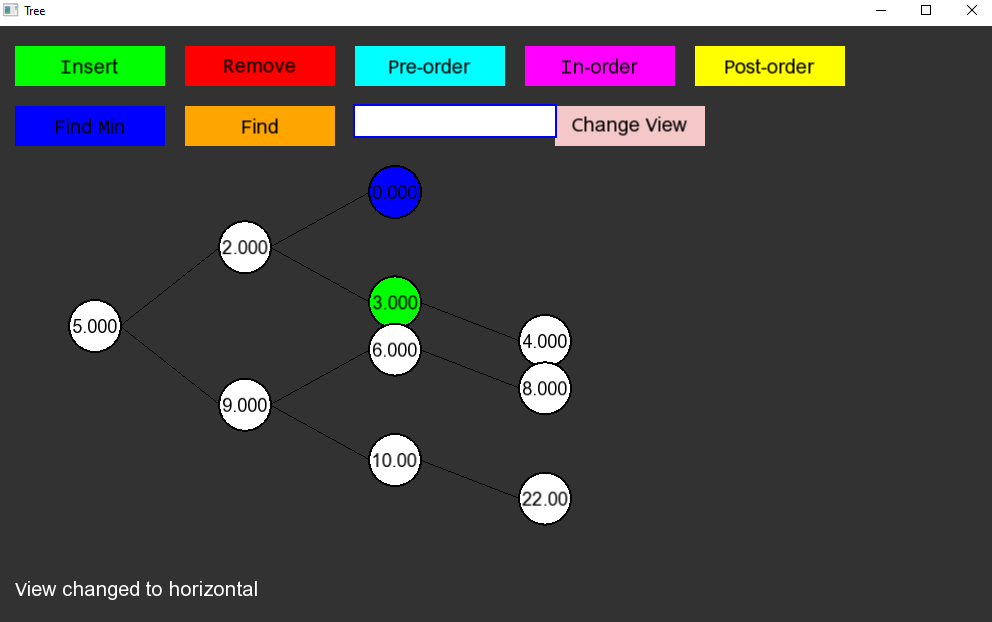 Tree
Insert Remove Pre-order In-order Post-order
Find Min Find Change View
0.000
2.000
3.000
5.000
4.000
6.000
8.000
9.000
10.00
22.00
View changed to horizontal